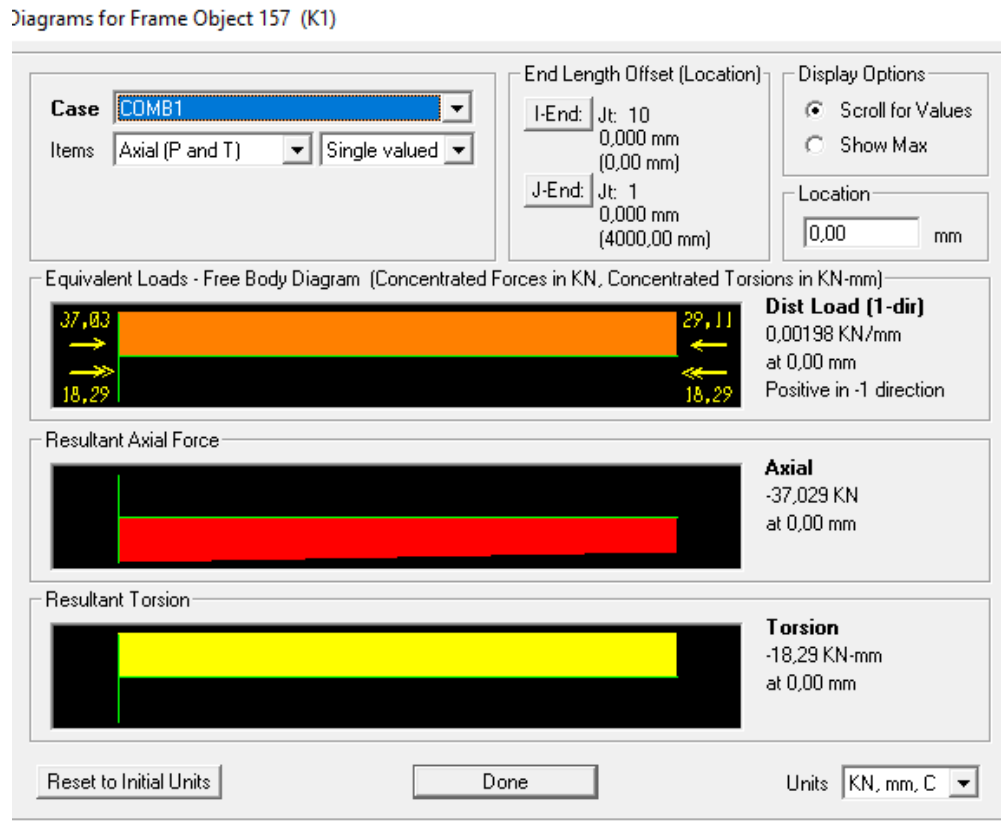 Diagrams for Frame Object 157 (K1)
Case COMB1
Items Axial (P and T) Single valued
End Length Offset (Location)
I-End: Jt: 10
0,000 mm
(0,00 mm)
J-End: Jt: 1
0,000 mm
(4000,00 mm)
Display Options
Scroll for Values
Show Max
Location
0,00 mm
Equivalent Loads - Free Body Diagram (Concentrated Forces in KN, Concentrated Torsions in KN-mm)
37,03 29,11
18,29 18,29
Dist Load (1-dir)
0,00198 KN/mm
at 0,00 mm
Positive in -1 direction
Resultant Axial Force
Axial
-37,029 KN
at 0,00 mm
Resultant Torsion
Torsion
-18,29 KN-mm
at 0,00 mm
Reset to Initial Units Done Units KN, mm, C